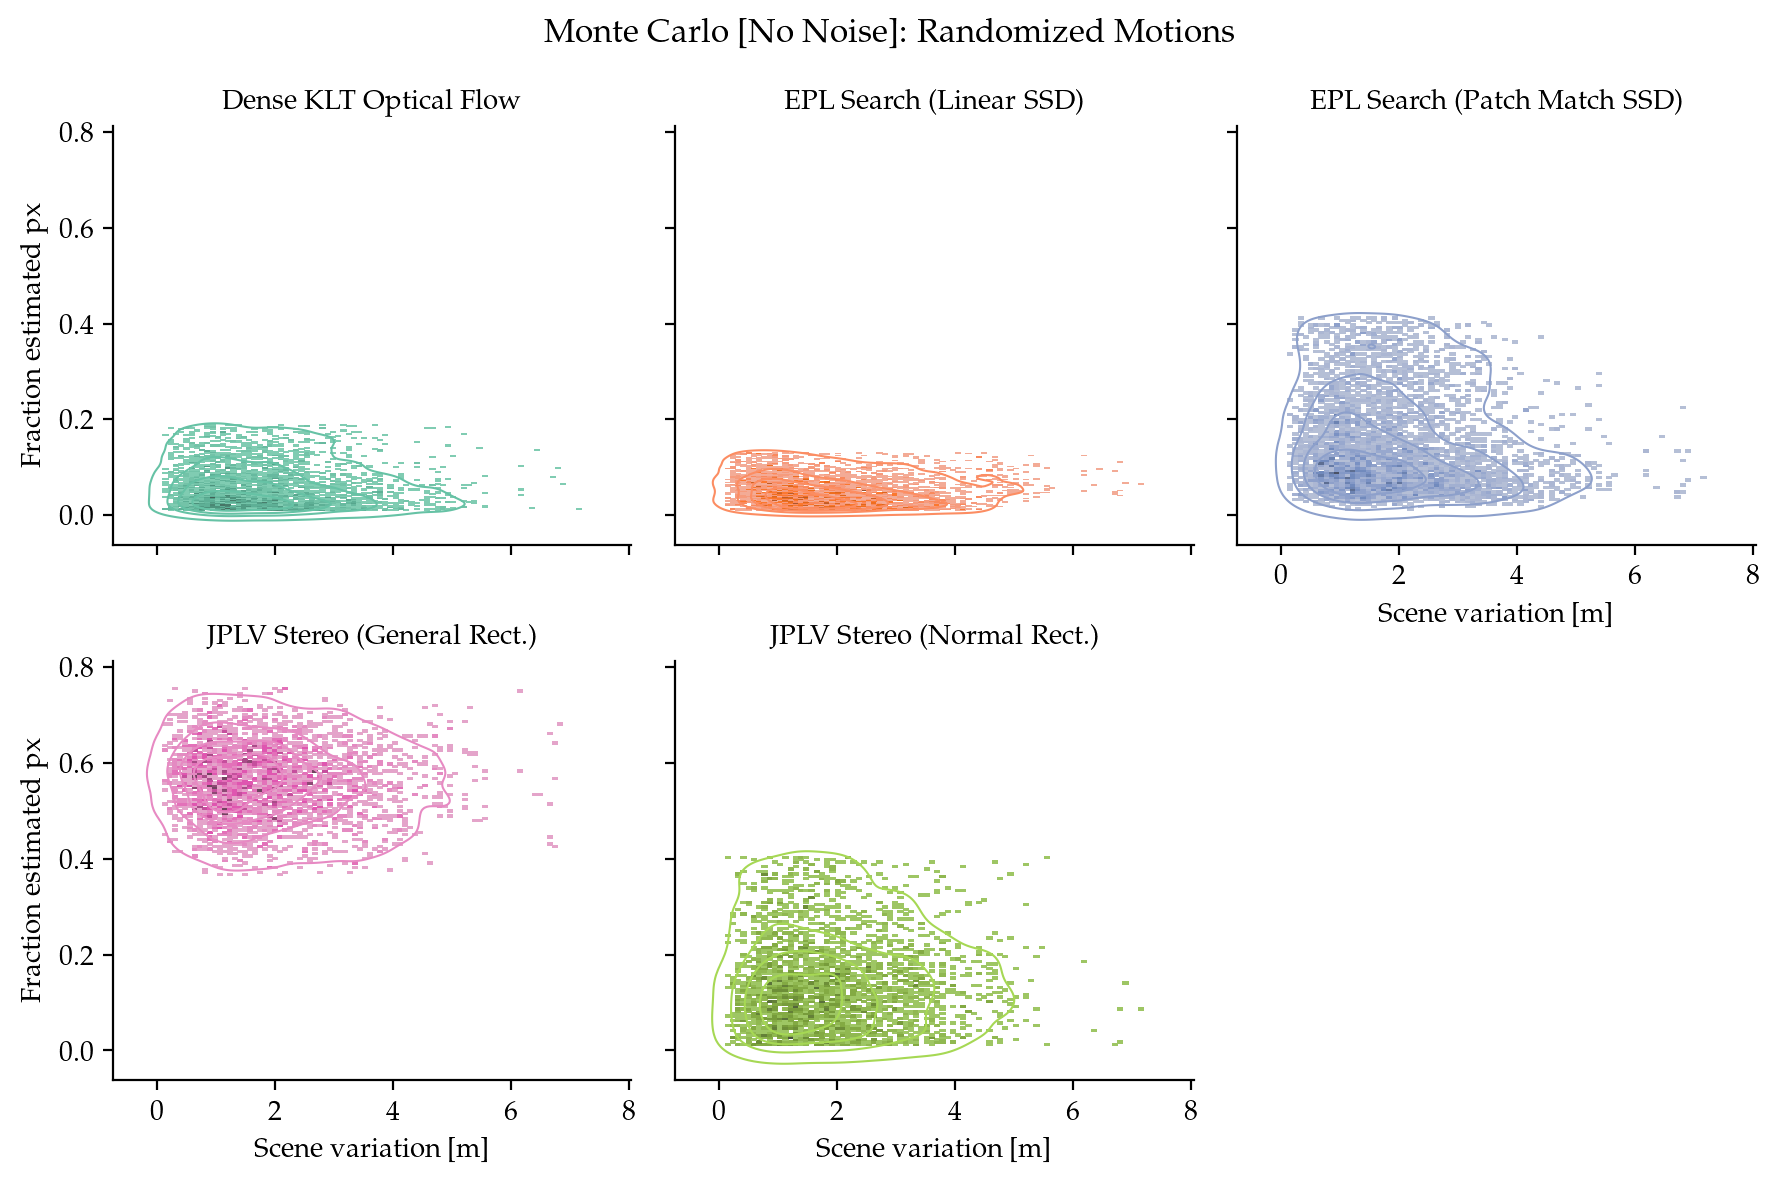 Monte Carlo [No Noise]: Randomized Motions
Dense KLT Optical Flow
EPL Search (Linear SSD)
EPL Search (Patch Match SSD)
Fraction estimated px
0.8
0.6
0.4
0.2
0.0
0 2 4 6 8
Scene variation [m]
JPLV Stereo (General Rect.)
JPLV Stereo (Normal Rect.)
Fraction estimated px
0.8
0.6
0.4
0.2
0.0
0 2 4 6 8
0 2 4 6 8
Scene variation [m]
Scene variation [m]